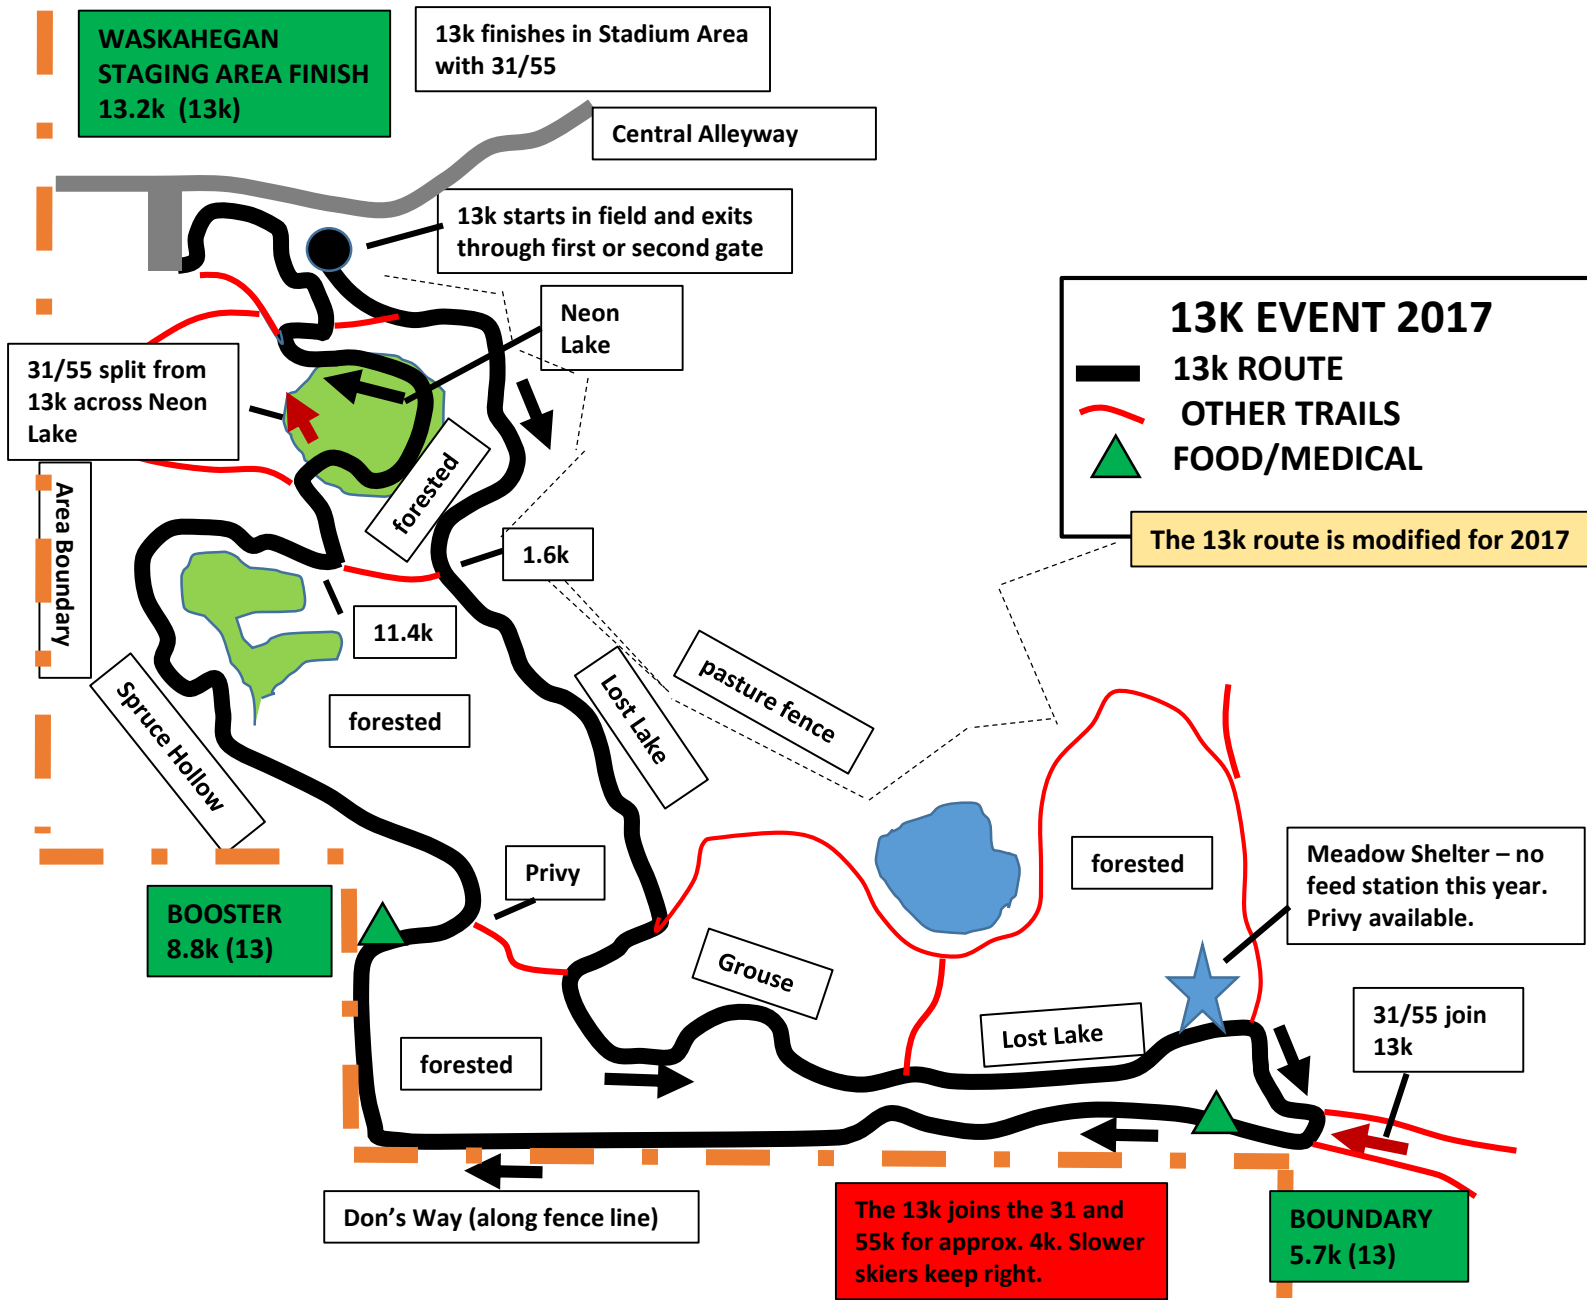 WASKAHEGAN
STAGING AREA FINISH
13.2k  (13k)
13k finishes in Stadium Area
with 31/55
Central Alleyway
13k starts in field and exits
through first or second gate
Neon
Lake
13K EVENT 2017
13k ROUTE
OTHER TRAILS
FOOD/MEDICAL
The 13k route is modified for 2017
31/55 split from
13k across Neon
Lake
forested
Area Boundary
1.6k
11.4k
Spruce Hollow
forested
Lost Lake
pasture fence
Privy
forested
Meadow Shelter – no
feed station this year.
Privy available.
BOOSTER
8.8k (13)
Grouse
Lost Lake
31/55 join
13k
forested
Don's Way (along fence line)
The 13k joins the 31 and
55k for approx. 4k. Slower
skiers keep right.
BOUNDARY
5.7k (13)